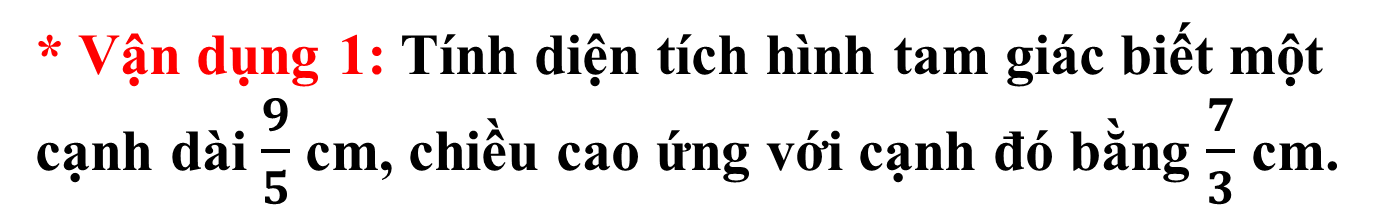 * Vận dụng 1: Tính diện tích hình tam giác biết một
cạnh dài 9/5 cm, chiều cao ứng với cạnh đó bằng 7/3 cm.